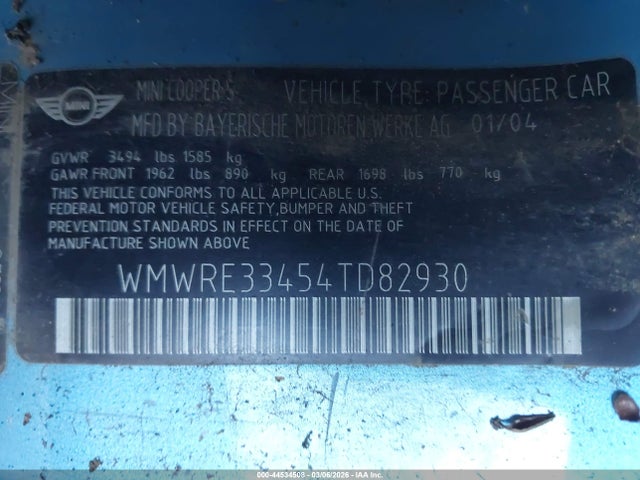 MINI
MINI COOPER S VEHICLE TYPE: PASSENGER CAR
MFD BY BAYERISCHE MOTOREN WERKE AG 01/04
GVWR 3494 lbs 1585 kg
GAWR FRONT 1962 lbs 890 kg REAR 1698 lbs 770 kg
THIS VEHICLE CONFORMS TO ALL APPLICABLE U.S.
FEDERAL MOTOR VEHICLE SAFETY,BUMPER AND THEFT
PREVENTION STANDARDS IN EFFECT ON THE DATE OF
MANUFACTURE SHOWN ABOVE
WMWRE33454TD82930
000-44534508 - 03/06/2026 - IAA Inc.